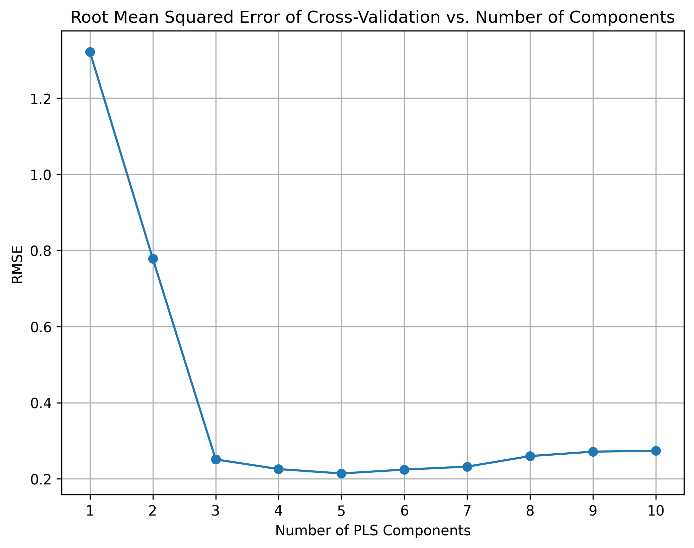 Root Mean Squared Error of Cross-Validation vs. Number of Components
RMSE
1.2
1.0
0.8
0.6
0.4
0.2
1 2 3 4 5 6 7 8 9 10
Number of PLS Components